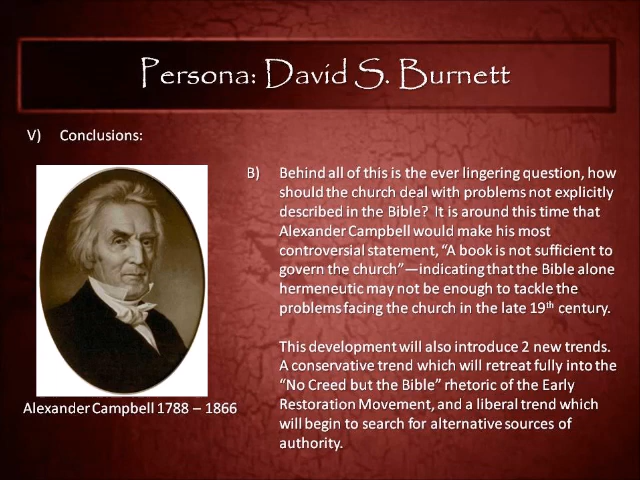 Persona: David S. Burnett
V) Conclusions:
B) Behind all of this is the ever lingering question, how
should the church deal with problems not explicitly
described in the Bible? It is around this time that
Alexander Campbell would make his most
controversial statement, “A book is not sufficient to
govern the church”—indicating that the Bible alone
hermeneutic may not be enough to tackle the
problems facing the church in the late 19th century.
This development will also introduce 2 new trends.
A conservative trend which will retreat fully into the
“No Creed but the Bible” rhetoric of the Early
Restoration Movement, and a liberal trend which
will begin to search for alternative sources of
authority.
Alexander Campbell 1788 – 1866